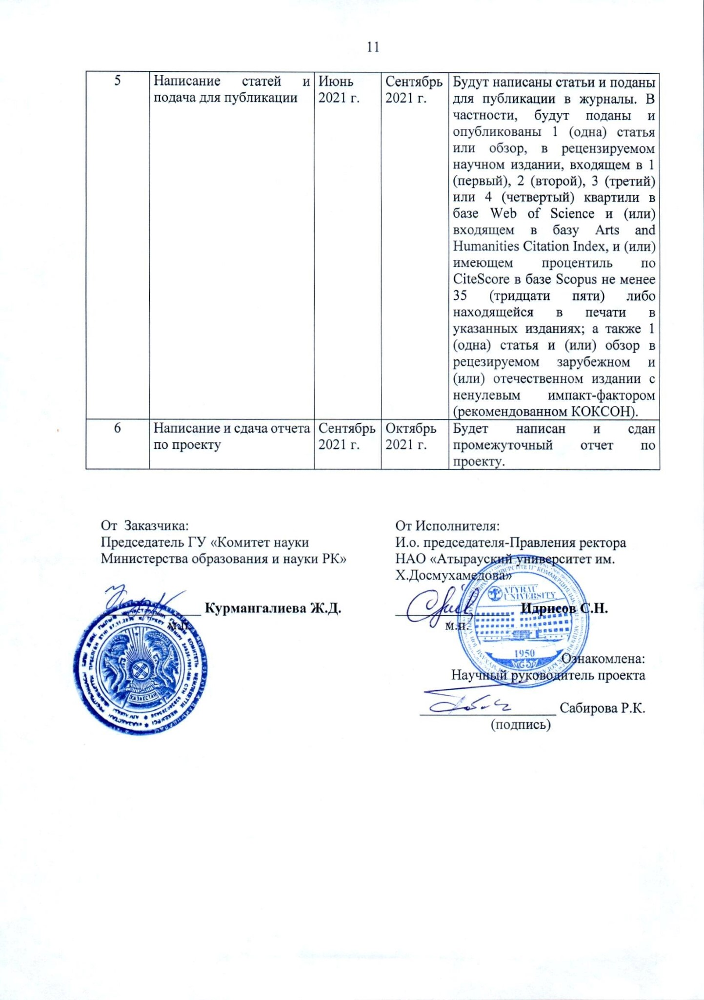 11
5
Написание статей и
подача для публикации
Июнь
2021 г.
Сентябрь
2021 г.
Будут написаны статьи и поданы
для публикации в журналы. В
частности, будут поданы и
опубликованы 1 (одна) статья
или обзор, в рецензируемом
научном издании, входящем в 1
(первый), 2 (второй), 3 (третий)
или 4 (четвертый) квартили в
базе Web of Science и (или)
входящем в базу Arts and
Humanities Citation Index, и (или)
имеющем процентиль по
CiteScore в базе Scopus не менее
35 (тридцати пяти) либо
находящейся в печати в
указанных изданиях; а также 1
(одна) статья и (или) обзор в
рецезируемом зарубежном и
(или) отечественном издании с
ненулевым импакт-фактором
(рекомендованном КОКСОН).
6
Написание и сдача отчета
по проекту
Сентябрь
2021 г.
Октябрь
2021 г.
Будет написан и сдан
промежуточный отчет по
проекту.
От Заказчика:
Председатель ГУ «Комитет науки
Министерства образования и науки РК»
Курмангалиева Ж.Д.
м.п.
ҚАЗАҚСТАН
От Исполнителя:
И.о. председателя-Правления ректора
НАО «Атырауский университет им.
Х.Досмухамедова»
Идрисов С.Н.
м.п.
ATYRAU
UNIVERSITY
1950
Ознакомлена:
Научный руководитель проекта
Сабирова Р.К.
(подпись)